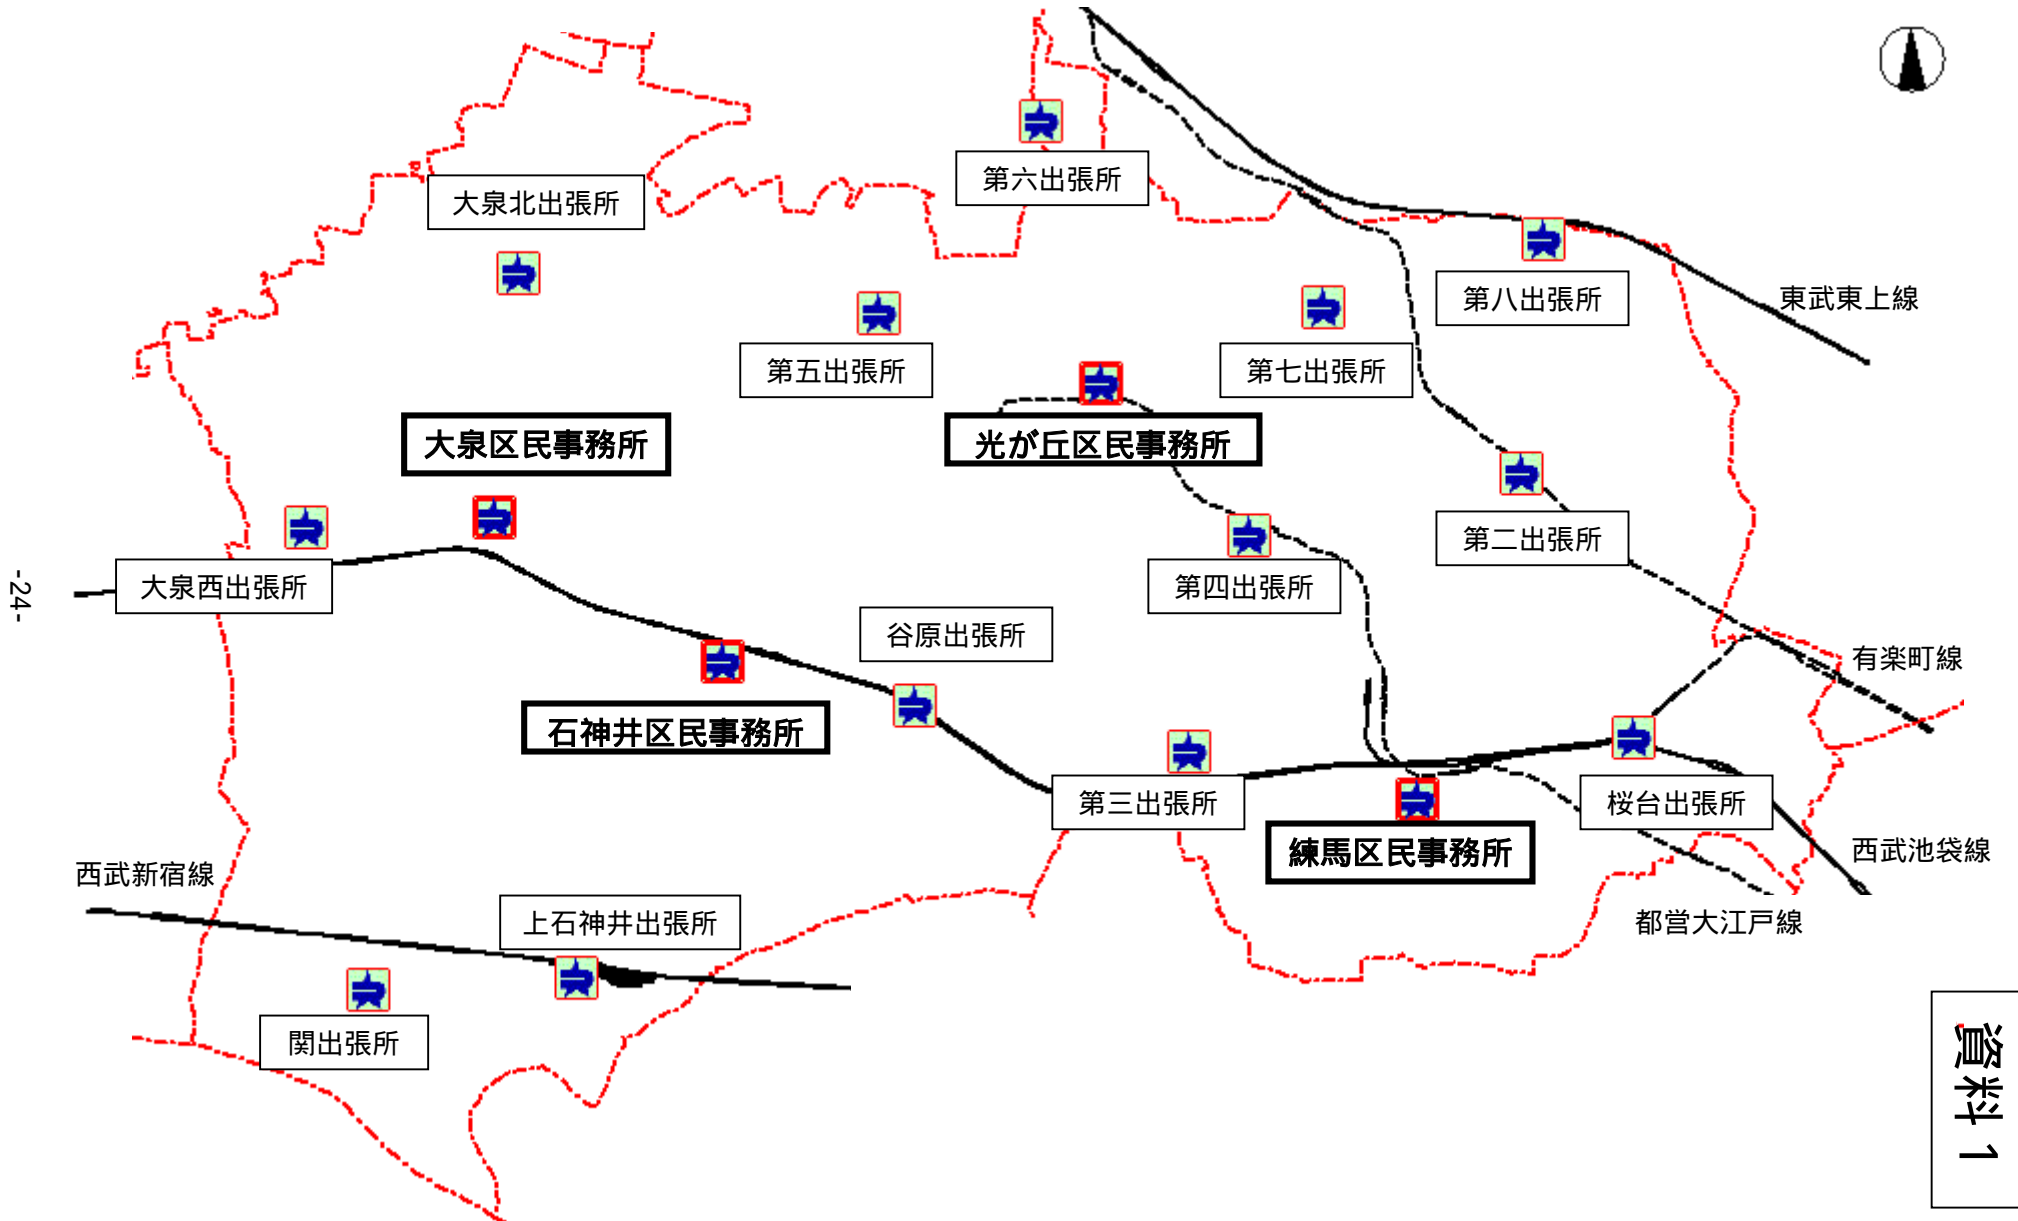 第六出張所
大泉北出張所
第八出張所
東武東上線
第五出張所
第七出張所
大泉区民事務所
光が丘区民事務所
第二出張所
大泉西出張所
第四出張所
谷原出張所
有楽町線
石神井区民事務所
第三出張所
桜台出張所
練馬区民事務所
西武池袋線
西武新宿線
上石神井出張所
都営大江戸線
関出張所
-24-
資料1